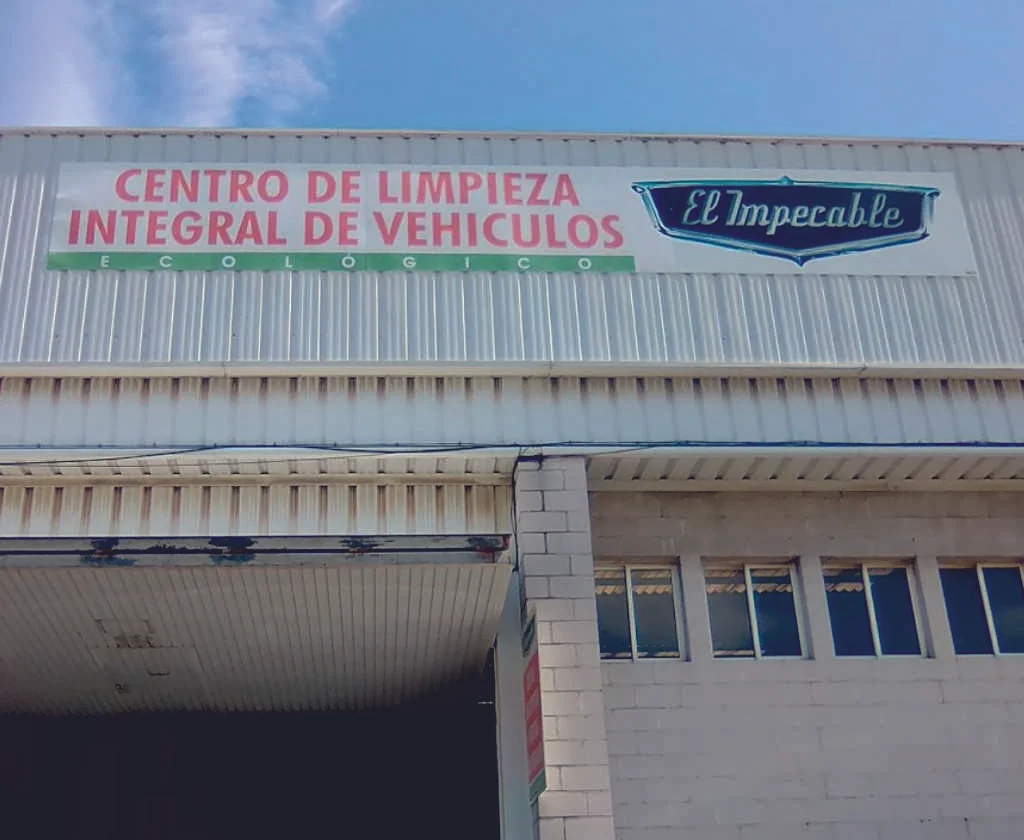 CENTRO DE LIMPIEZA
INTEGRAL DE VEHICULOS
ECOLÓGICO
El Impecable